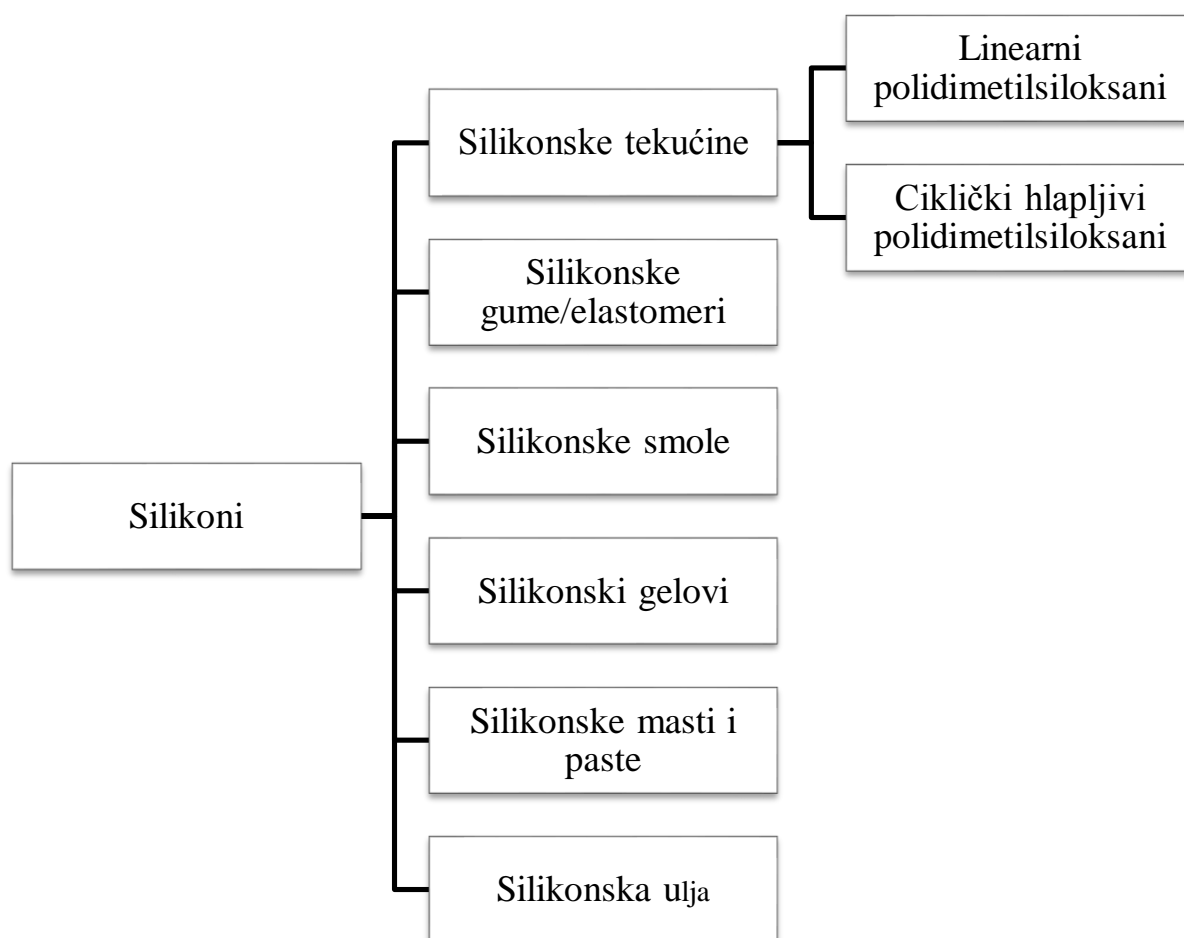 Linearni
polidimetilsiloksani
Silikonske tekućine
Ciklički hlapljivi
polidimetilsiloksani
Silikonske
gume/elastomeri
Silikonske smole
Silikoni
Silikonski gelovi
Silikonske masti i
paste
Silikonska ulja